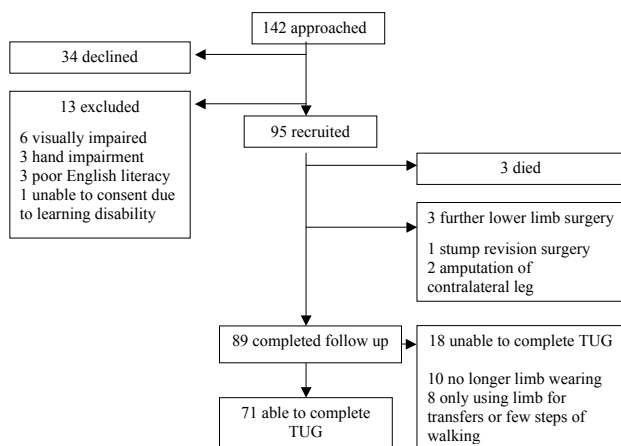 142 approached
34 declined
13 excluded
6 visually impaired
3 hand impairment
3 poor English literacy
1 unable to consent due
to learning disability
95 recruited
3 died
3 further lower limb surgery
1 stump revision surgery
2 amputation of
contralateral leg
89 completed follow up
18 unable to complete TUG
10 no longer limb wearing
8 only using limb for
transfers or few steps of
walking
71 able to complete
TUG